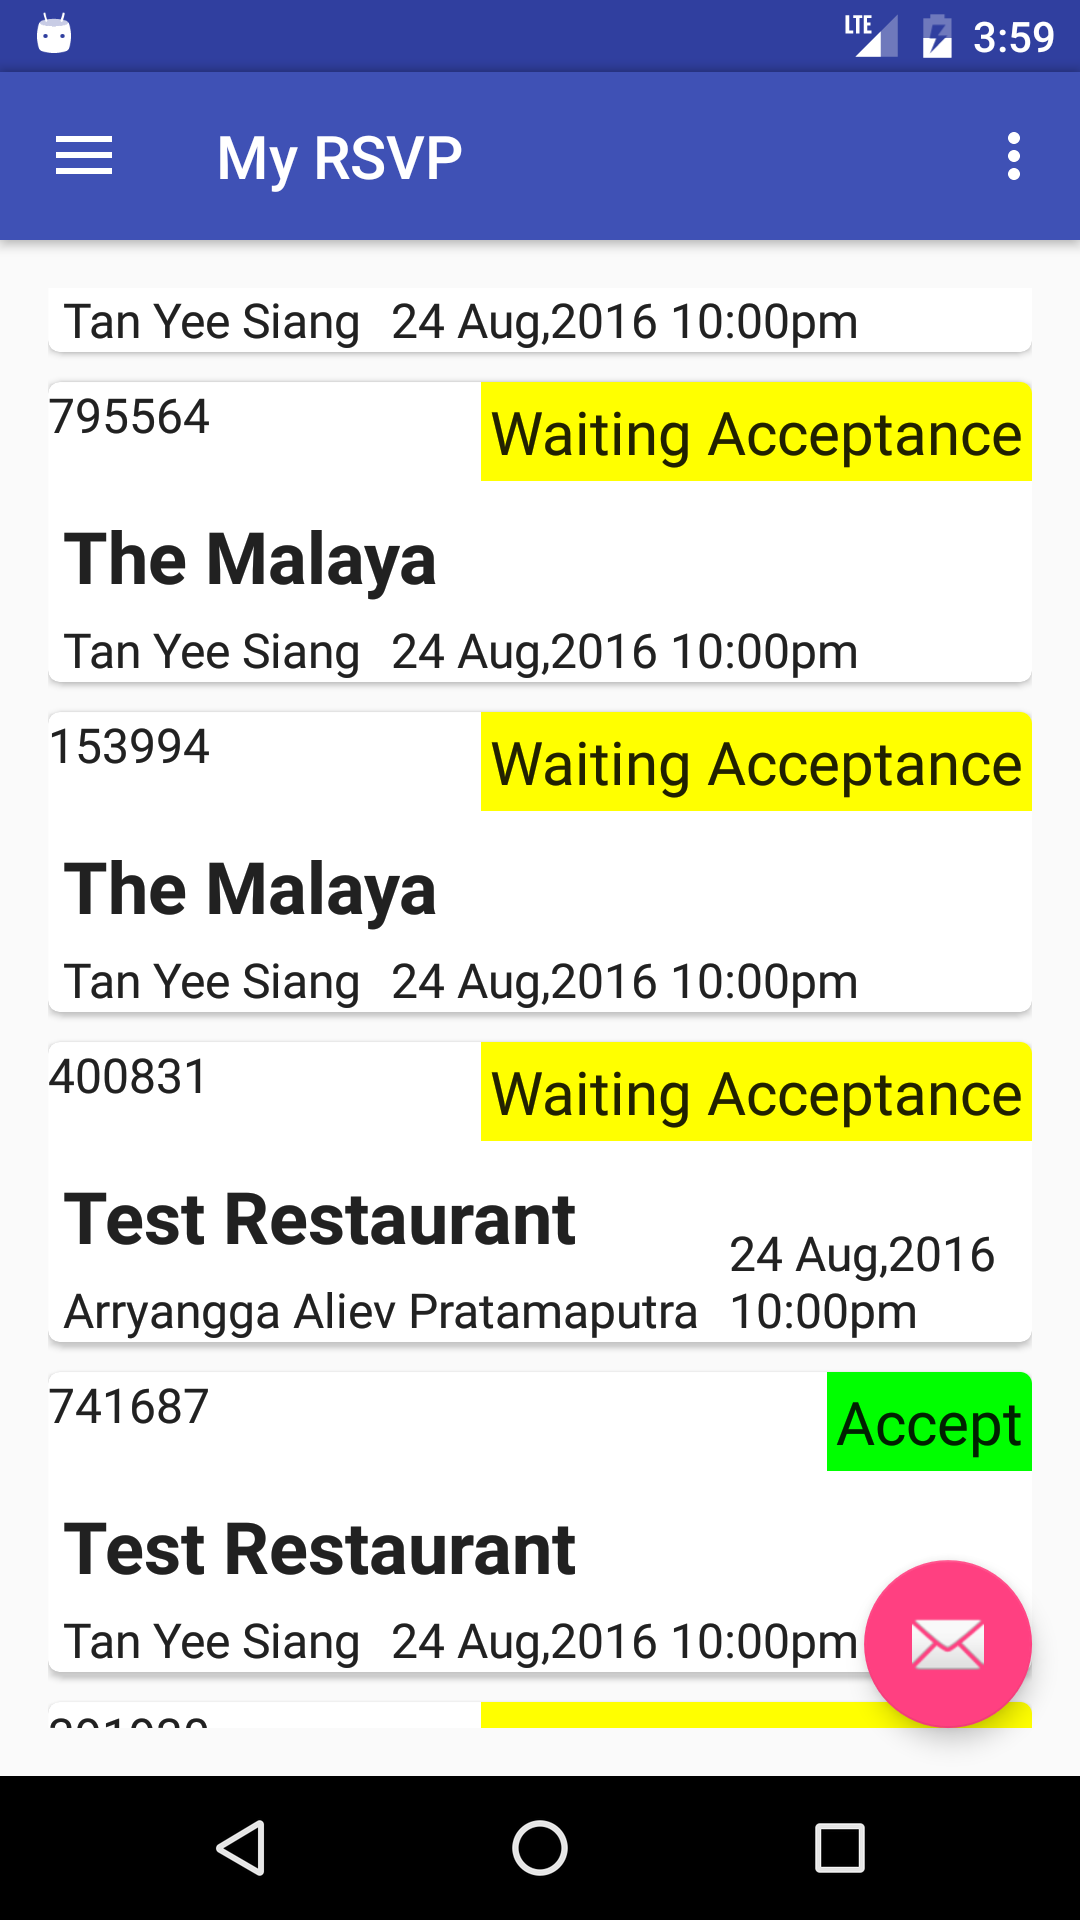 LTE 3:59
My RSVP
Tan Yee Siang 24 Aug,2016 10:00pm
795564 Waiting Acceptance
The Malaya
Tan Yee Siang 24 Aug,2016 10:00pm
153994 Waiting Acceptance
The Malaya
Tan Yee Siang 24 Aug,2016 10:00pm
400831 Waiting Acceptance
Test Restaurant
24 Aug,2016
Arryangga Aliev Pratamaputra 10:00pm
741687 Accept
Test Restaurant
Tan Yee Siang 24 Aug,2016 10:00pm